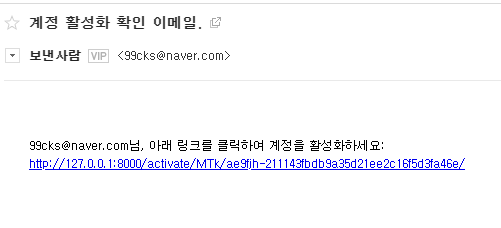 계정 활성화 확인 이메일.
보낸사람 VIP <99cks@naver.com>
99cks@naver.com님, 아래 링크를 클릭하여 계정을 활성화하세요:
http://127.0.0.1:8000/activate/MTk/ae9fjh-211143fbdb9a35d21ee2c16f5d3fa46e/